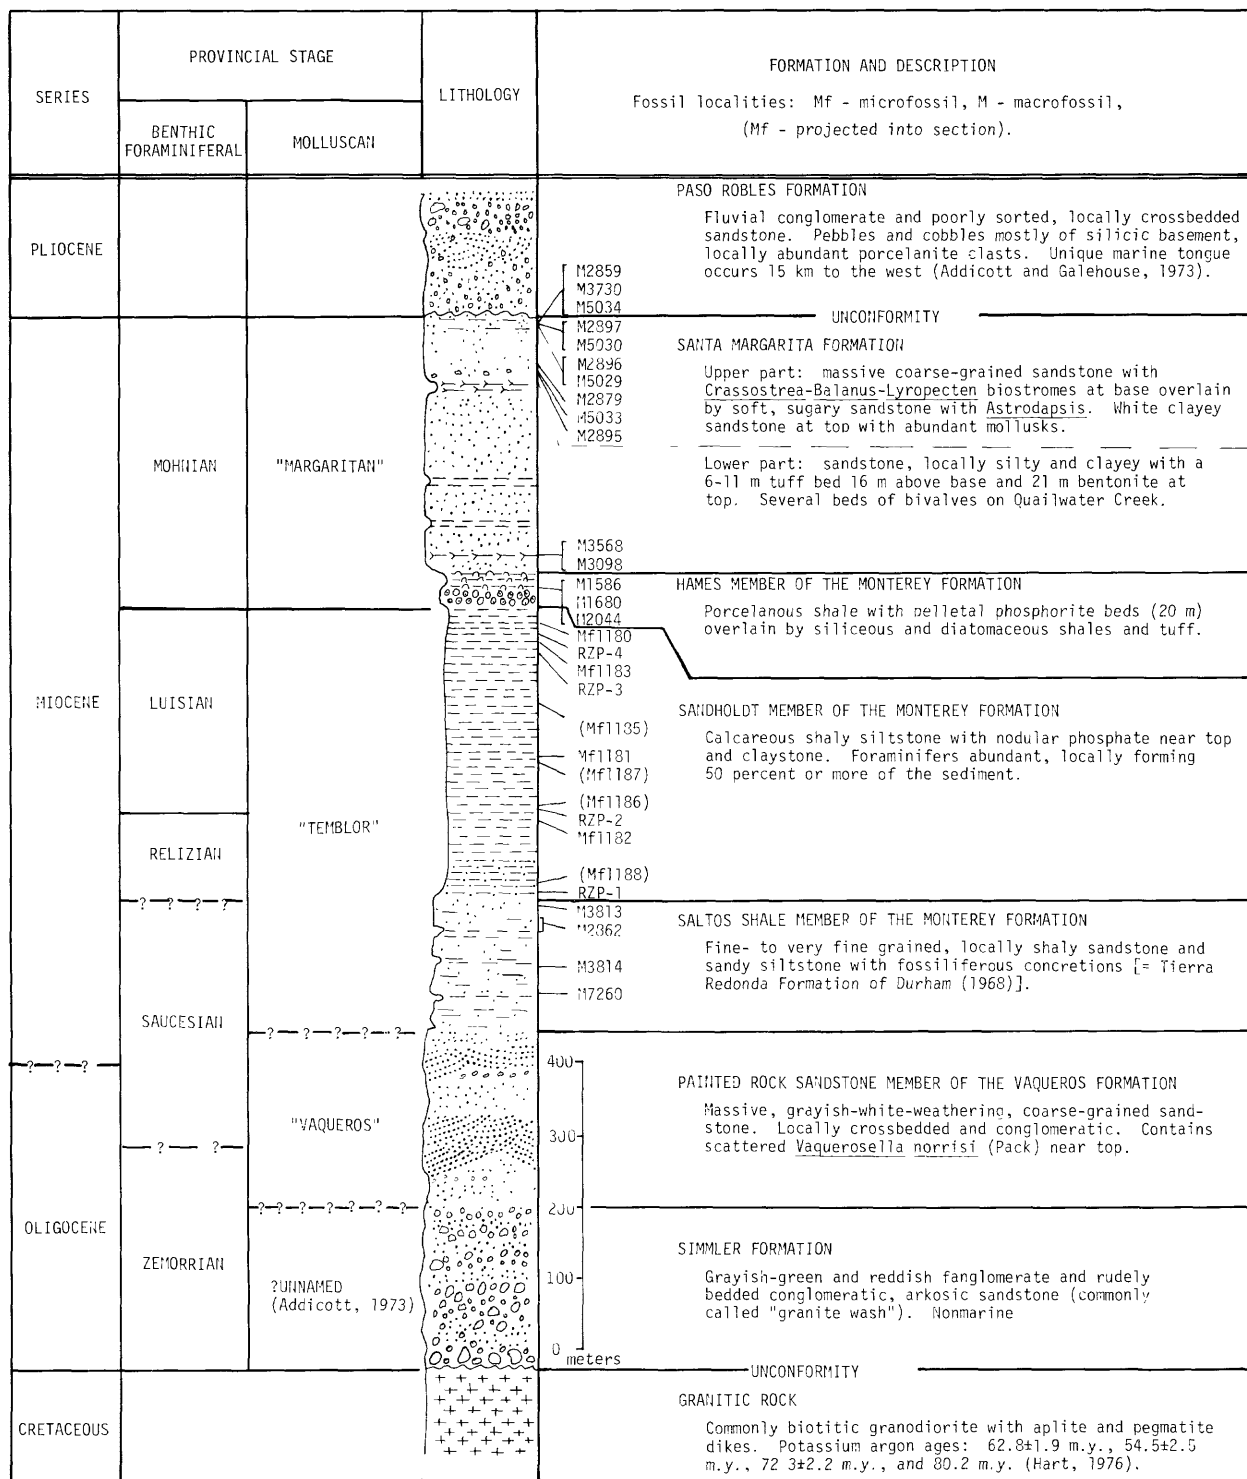 SERIES
PROVINCIAL STAGE
BENTHIC
FORAMINIFERAL
MOLLUSCAN
LITHOLOGY
FORMATION AND DESCRIPTION
Fossil localities: Mf - microfossil, M - macrofossil,
(Mf - projected into section).
PLIOCENE
MIOCENE
OLIGOCENE
CRETACEOUS
MOHNIAN
LUISIAN
RELIZIAN
- ? - ? - ? - ?
SAUCESIAN
—?—?—?—
—?— ?—
ZEMORRIAN
"MARGARITAN"
"TEMBLOR"
—?—?—?—?—?
"VAQUEROS"
—?—?—?—?—?—?—
?UNNAMED
(Addicott, 1973)
M2859
M3730
M5034
M2897
M5030
M2896
M5029
M2879
M5033
M2895
M3568
M3098
M1586
M1680
M2044
Mf1180
RZP-4
Mf1183
RZP-3
(Mf1185)
Mf1181
(Mf1187)
(Mf1186)
RZP-2
Mf1182
(Mf1188)
RZP-1
M3813
M2862
M3814
M7260
400
300
200
100
0
meters
PASO ROBLES FORMATION
Fluvial conglomerate and poorly sorted, locally crossbedded
sandstone. Pebbles and cobbles mostly of silicic basement,
locally abundant porcelanite clasts. Unique marine tongue
occurs 15 km to the west (Addicott and Galehouse, 1973).
UNCONFORMITY
SANTA MARGARITA FORMATION
Upper part: massive coarse-grained sandstone with
Crassostrea-Balanus-Lyropecten biostromes at base overlain
by soft, sugary sandstone with Astrodapsis. White clayey
sandstone at top with abundant mollusks.
Lower part: sandstone, locally silty and clayey with a
6-11 m tuff bed 16 m above base and 21 m bentonite at
top. Several beds of bivalves on Quailwater Creek.
HAMES MEMBER OF THE MONTEREY FORMATION
Porcelanous shale with pelletal phosphorite beds (20 m)
overlain by siliceous and diatomaceous shales and tuff.
SANDHOLDT MEMBER OF THE MONTEREY FORMATION
Calcareous shaly siltstone with nodular phosphate near top
and claystone. Foraminifers abundant, locally forming
50 percent or more of the sediment.
SALTOS SHALE MEMBER OF THE MONTEREY FORMATION
Fine- to very fine grained, locally shaly sandstone and
sandy siltstone with fossiliferous concretions [= Tierra
Redonda Formation of Durham (1968)].
PAINTED ROCK SANDSTONE MEMBER OF THE VAQUEROS FORMATION
Massive, grayish-white-weathering, coarse-grained sand-
stone. Locally crossbedded and conglomeratic. Contains
scattered Vaquerosella norrisi (Pack) near top.
SIMMLER FORMATION
Grayish-green and reddish fanglomerate and rudely
bedded conglomeratic, arkosic sandstone (commonly
called "granite wash"). Nonmarine
UNCONFORMITY
GRANITIC ROCK
Commonly biotitic granodiorite with aplite and pegmatite
dikes. Potassium argon ages: 62.8±1.9 m.y., 54.5±2.5
m.y., 72 3±2.2 m.y., and 80.2 m.y. (Hart, 1976).